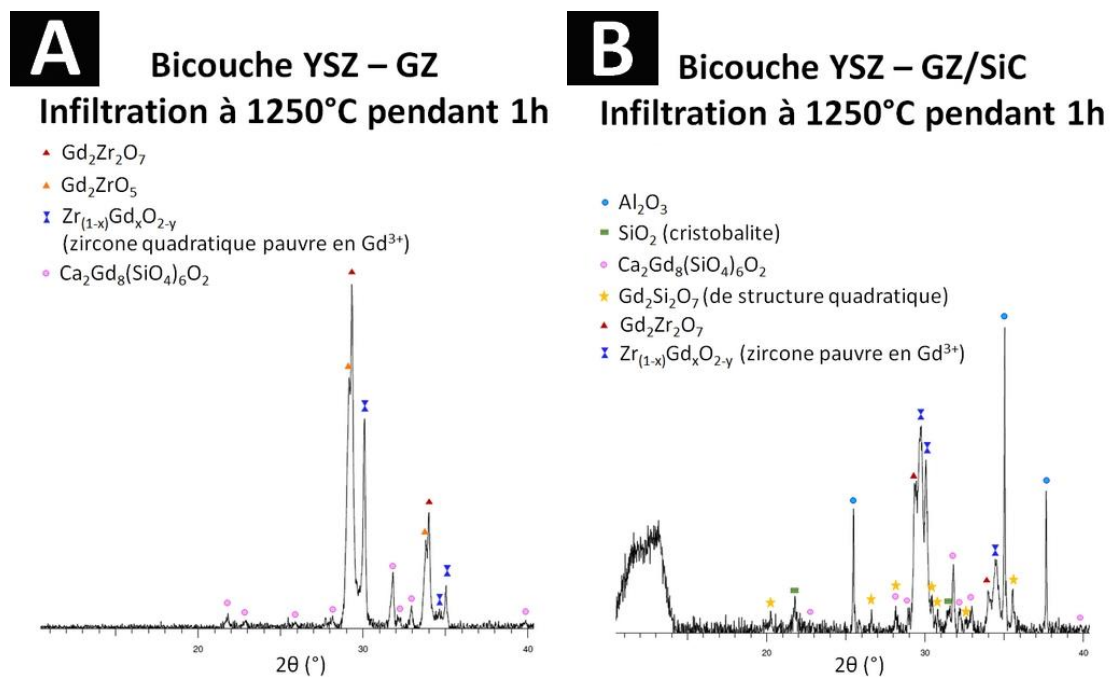 A
Bicouche YSZ – GZ
Infiltration à 1250°C pendant 1h
Gd₂Zr₂O₇
Gd₂ZrO₅
Zr₍₁₋ₓ₎GdₓO₂₋y
(zircone quadratique pauvre en Gd³⁺)
Ca₂Gd₈(SiO₄)₆O₂
20
30
40
2θ (°)
B
Bicouche YSZ – GZ/SiC
Infiltration à 1250°C pendant 1h
Al₂O₃
SiO₂ (cristobalite)
Ca₂Gd₈(SiO₄)₆O₂
Gd₂Si₂O₇ (de structure quadratique)
Gd₂Zr₂O₇
Zr₍₁₋ₓ₎GdₓO₂₋y (zircone pauvre en Gd³⁺)
20
30
40
2θ (°)